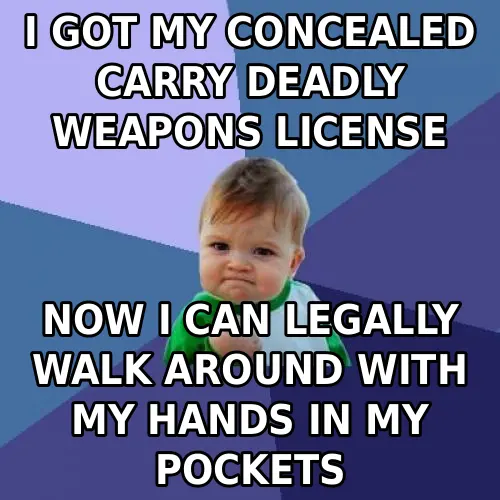 I GOT MY CONCEALED
CARRY DEADLY
WEAPONS LICENSE
NOW I CAN LEGALLY
WALK AROUND WITH
MY HANDS IN MY
POCKETS